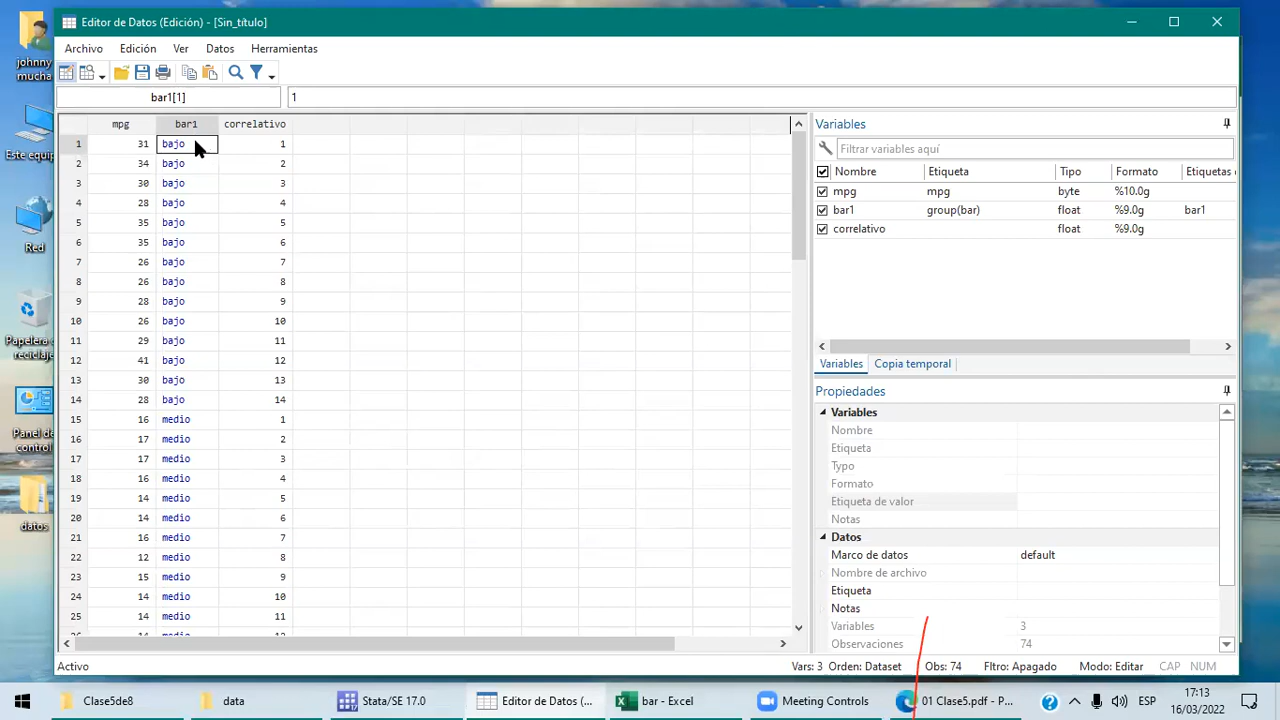 Editor de Datos (Edición) - [Sin_título]
Archivo Edición Ver Datos Herramientas
bar1[1] 1
mpg bar1 correlativo
1 31 bajo 1
2 34 bajo 2
3 30 bajo 3
4 28 bajo 4
5 35 bajo 5
6 35 bajo 6
7 26 bajo 7
8 26 bajo 8
9 28 bajo 9
10 26 bajo 10
11 29 bajo 11
12 41 bajo 12
13 30 bajo 13
14 28 bajo 14
15 16 medio 1
16 17 medio 2
17 17 medio 3
18 16 medio 4
19 14 medio 5
20 14 medio 6
21 16 medio 7
22 12 medio 8
23 15 medio 9
24 14 medio 10
25 14 medio 11
Variables
Filtrar variables aquí
Nombre Etiqueta Tipo Formato Etiquetas
mpg mpg byte %10.0g
bar1 group(bar) float %9.0g bar1
correlativo float %9.0g
Variables Copia temporal
Propiedades
Variables
Nombre
Etiqueta
Typo
Formato
Etiqueta de valor
Notas
Datos
Marco de datos default
Nombre de archivo
Etiqueta
Notas
Variables 3
Observaciones 74
Activo Vars: 3 Orden: Dataset Obs: 74 Fltro: Apagado Modo: Editar CAP NUM
johnny
mucha
Este equip
Red
Papelera
reciclaje
Panel de
control
datos
Clase5de8 data Stata/SE 17.0 Editor de Datos (... bar - Excel Meeting Controls 01 Clase5.pdf - P... ESP 7:13
16/03/2022